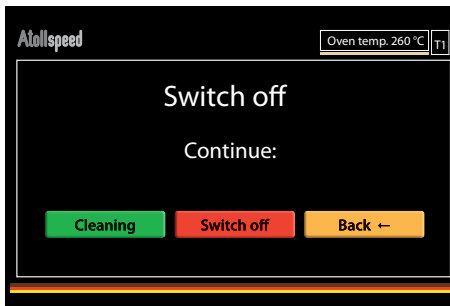 Atollspeed
Oven temp. 260 °C
T1
Switch off
Continue:
Cleaning
Switch off
Back ←